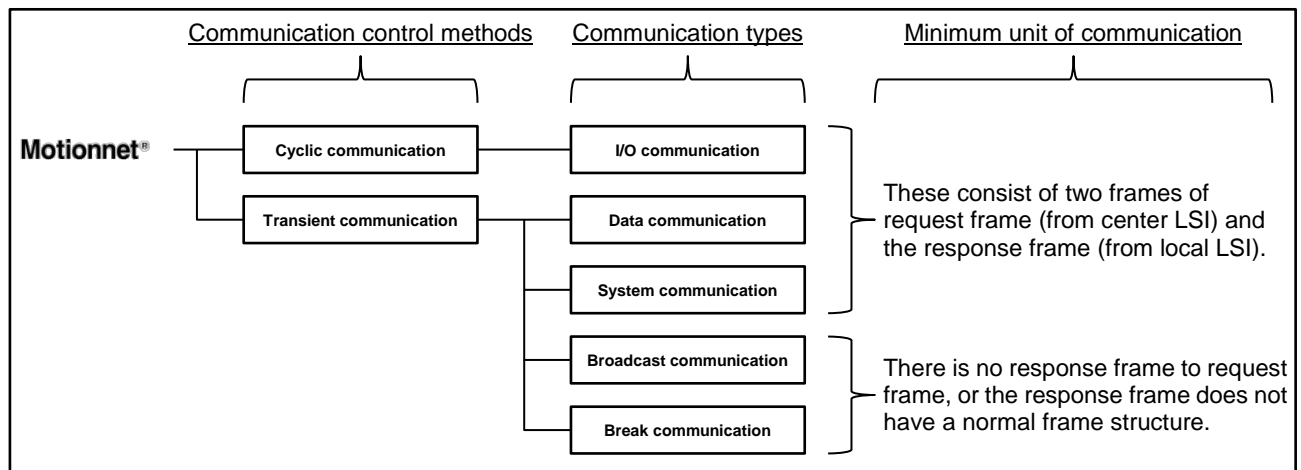 Communication control methods
Communication types
Minimum unit of communication
Motionnet®
Cyclic communication
I/O communication
Transient communication
Data communication
System communication
Broadcast communication
Break communication
These consist of two frames of
request frame (from center LSI) and
the response frame (from local LSI).
There is no response frame to request
frame, or the response frame does not
have a normal frame structure.